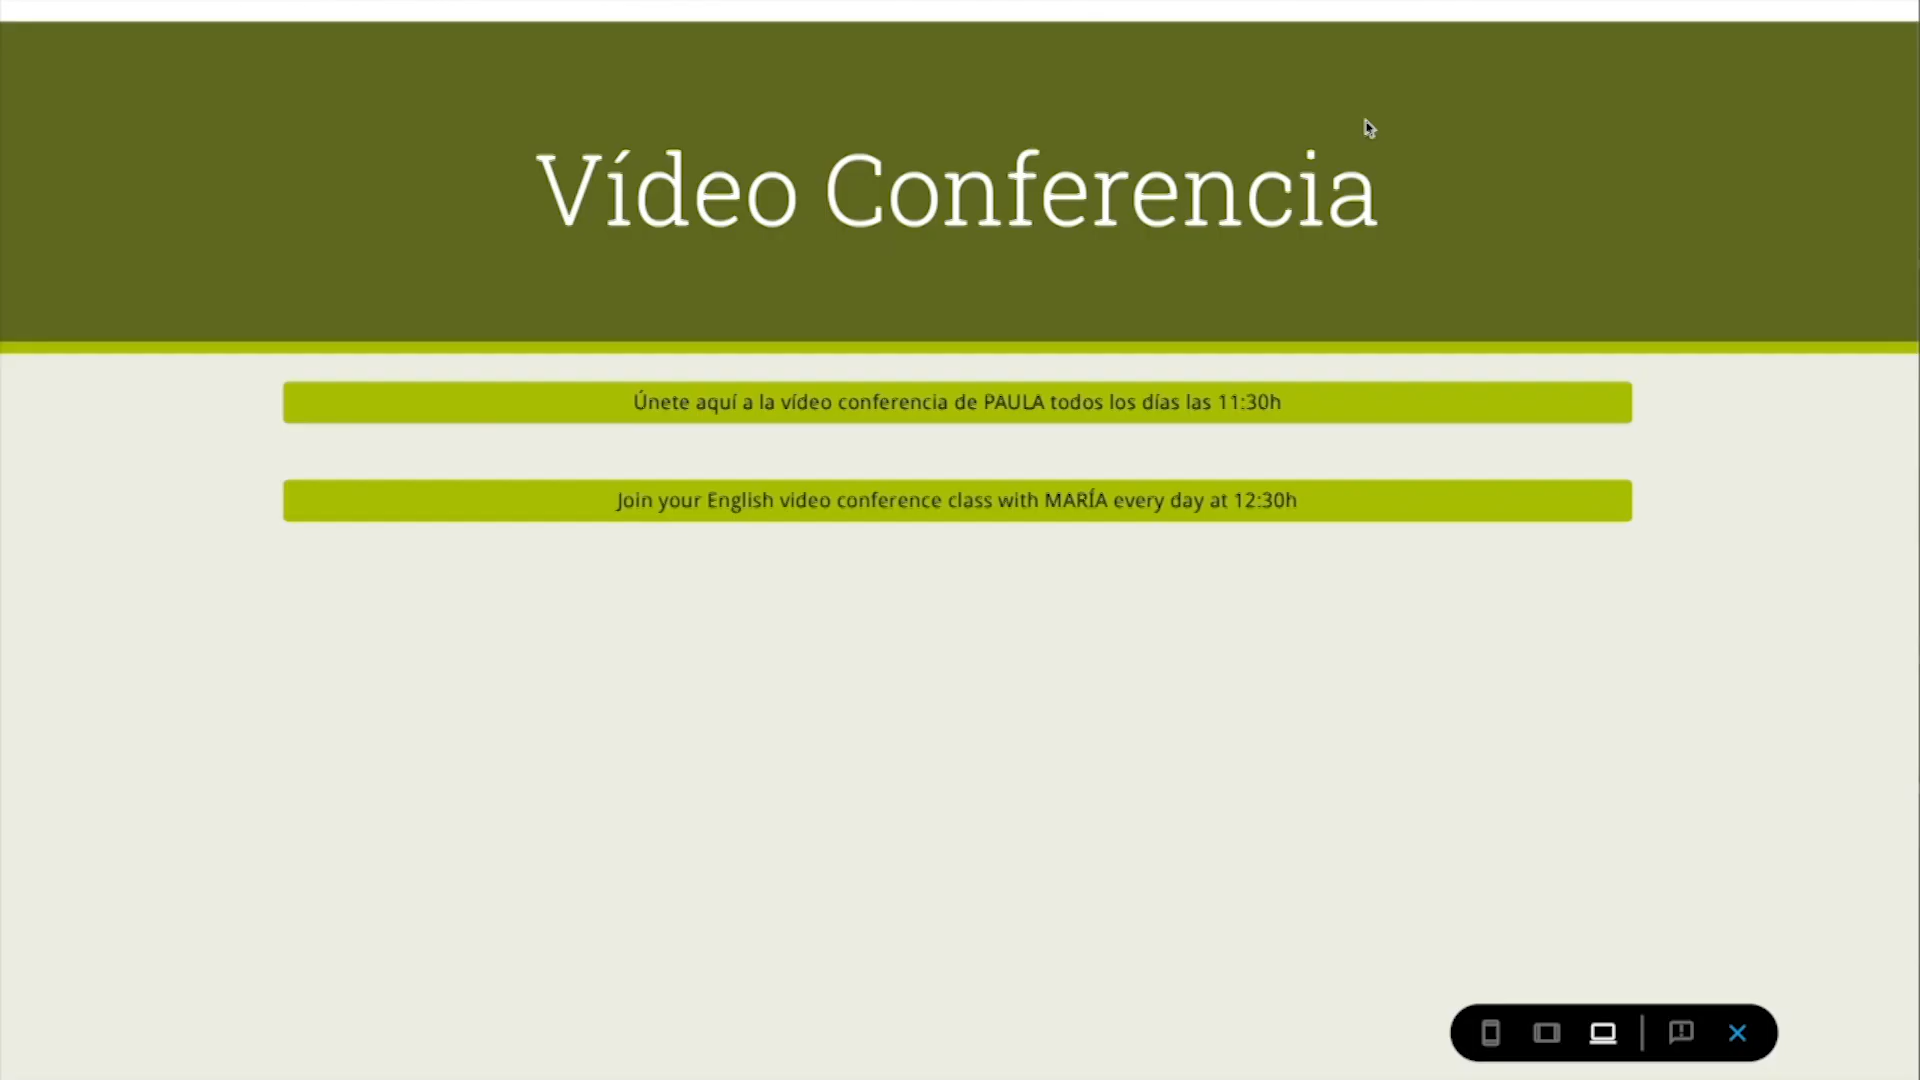 Vídeo Conferencia
Únete aquí a la vídeo conferencia de PAULA todos los días las 11:30h
Join your English video conference class with MARÍA every day at 12:30h